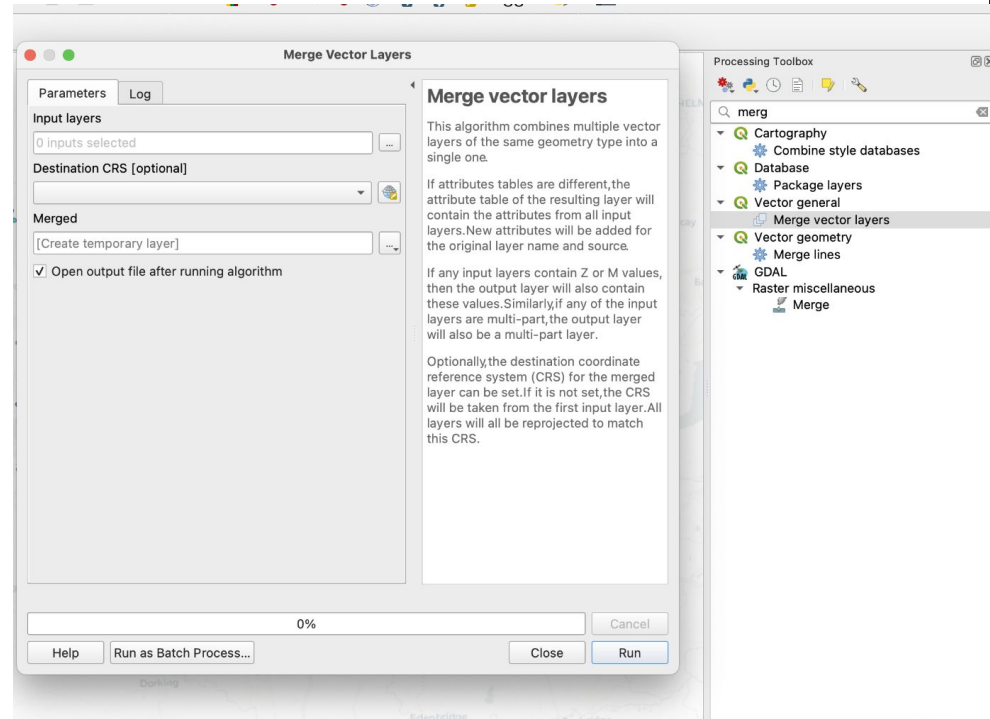 Merge Vector Layers
Parameters
Log
Input layers
0 inputs selected
...
Destination CRS [optional]
Merged
[Create temporary layer]
...
Open output file after running algorithm
Merge vector layers
This algorithm combines multiple vector
layers of the same geometry type into a
single one.
If attributes tables are different,the
attribute table of the resulting layer will
contain the attributes from all input
layers.New attributes will be added for
the original layer name and source.
If any input layers contain Z or M values,
then the output layer will also contain
these values.Similarly,if any of the input
layers are multi-part,the output layer
will also be a multi-part layer.
Optionally,the destination coordinate
reference system (CRS) for the merged
layer can be set.If it is not set,the CRS
will be taken from the first input layer.All
layers will all be reprojected to match
this CRS.
0%
Cancel
Help
Run as Batch Process...
Close
Run
Dorking
Edenbridge
Processing Toolbox
merg
Cartography
Combine style databases
Database
Package layers
Vector general
Merge vector layers
Vector geometry
Merge lines
GDAL
GDAL
Raster miscellaneous
Merge